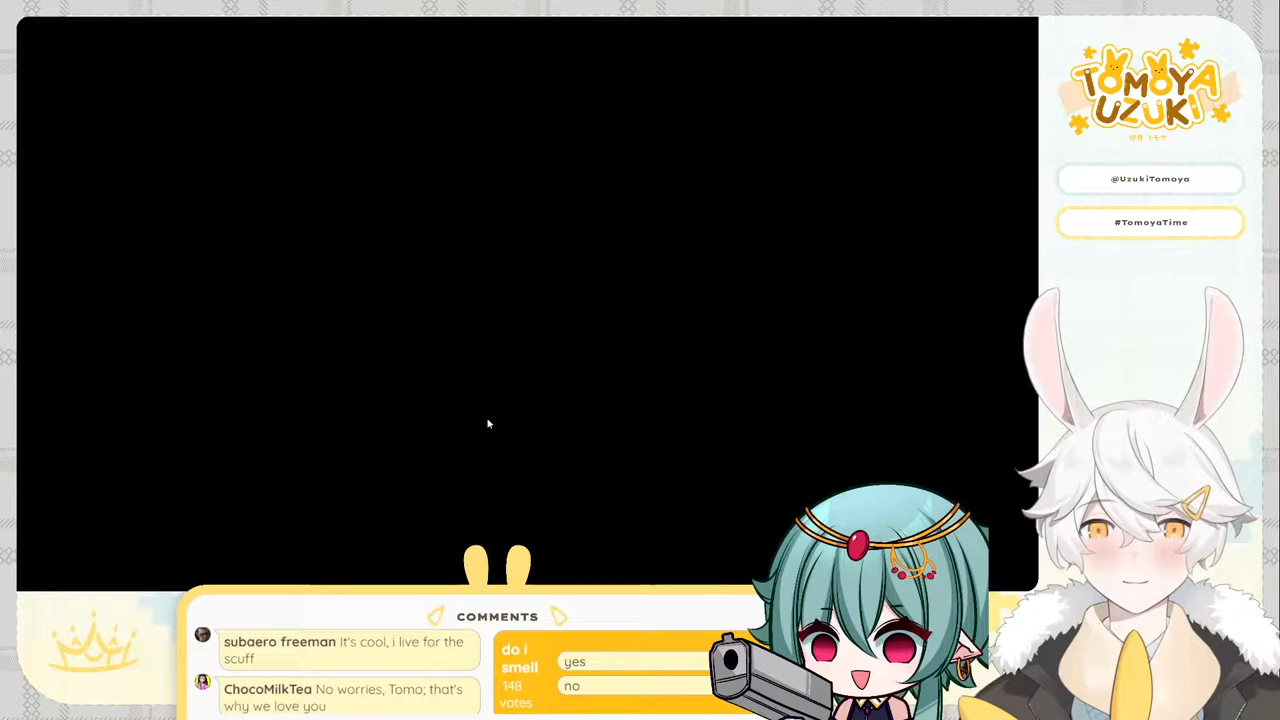 TOMOYA
UZUKI
@UzukiTomoya
#TomoyaTime
COMMENTS
subaero freeman It's cool, i live for the
scuff
ChocoMilkTea No worries, Tomo; that's
why we love you
do i
smell
148
votes
yes
no